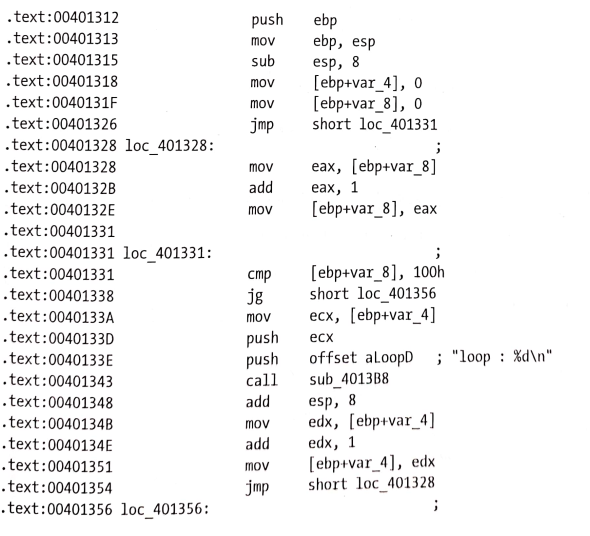 .text:00401312 push ebp
.text:00401313 mov ebp, esp
.text:00401315 sub esp, 8
.text:00401318 mov [ebp+var_4], 0
.text:0040131F mov [ebp+var_8], 0
.text:00401326 jmp short loc_401331
.text:00401328 loc_401328: ;
.text:00401328 mov eax, [ebp+var_8]
.text:0040132B add eax, 1
.text:0040132E mov [ebp+var_8], eax
.text:00401331
.text:00401331 loc_401331: ;
.text:00401331 cmp [ebp+var_8], 100h
.text:00401338 jg short loc_401356
.text:0040133A mov ecx, [ebp+var_4]
.text:0040133D push ecx
.text:0040133E push offset aLoopD ; "loop : %d\n"
.text:00401343 call sub_4013B8
.text:00401348 add esp, 8
.text:0040134B mov edx, [ebp+var_4]
.text:0040134E add edx, 1
.text:00401351 mov [ebp+var_4], edx
.text:00401354 jmp short loc_401328
.text:00401356 loc_401356: ;